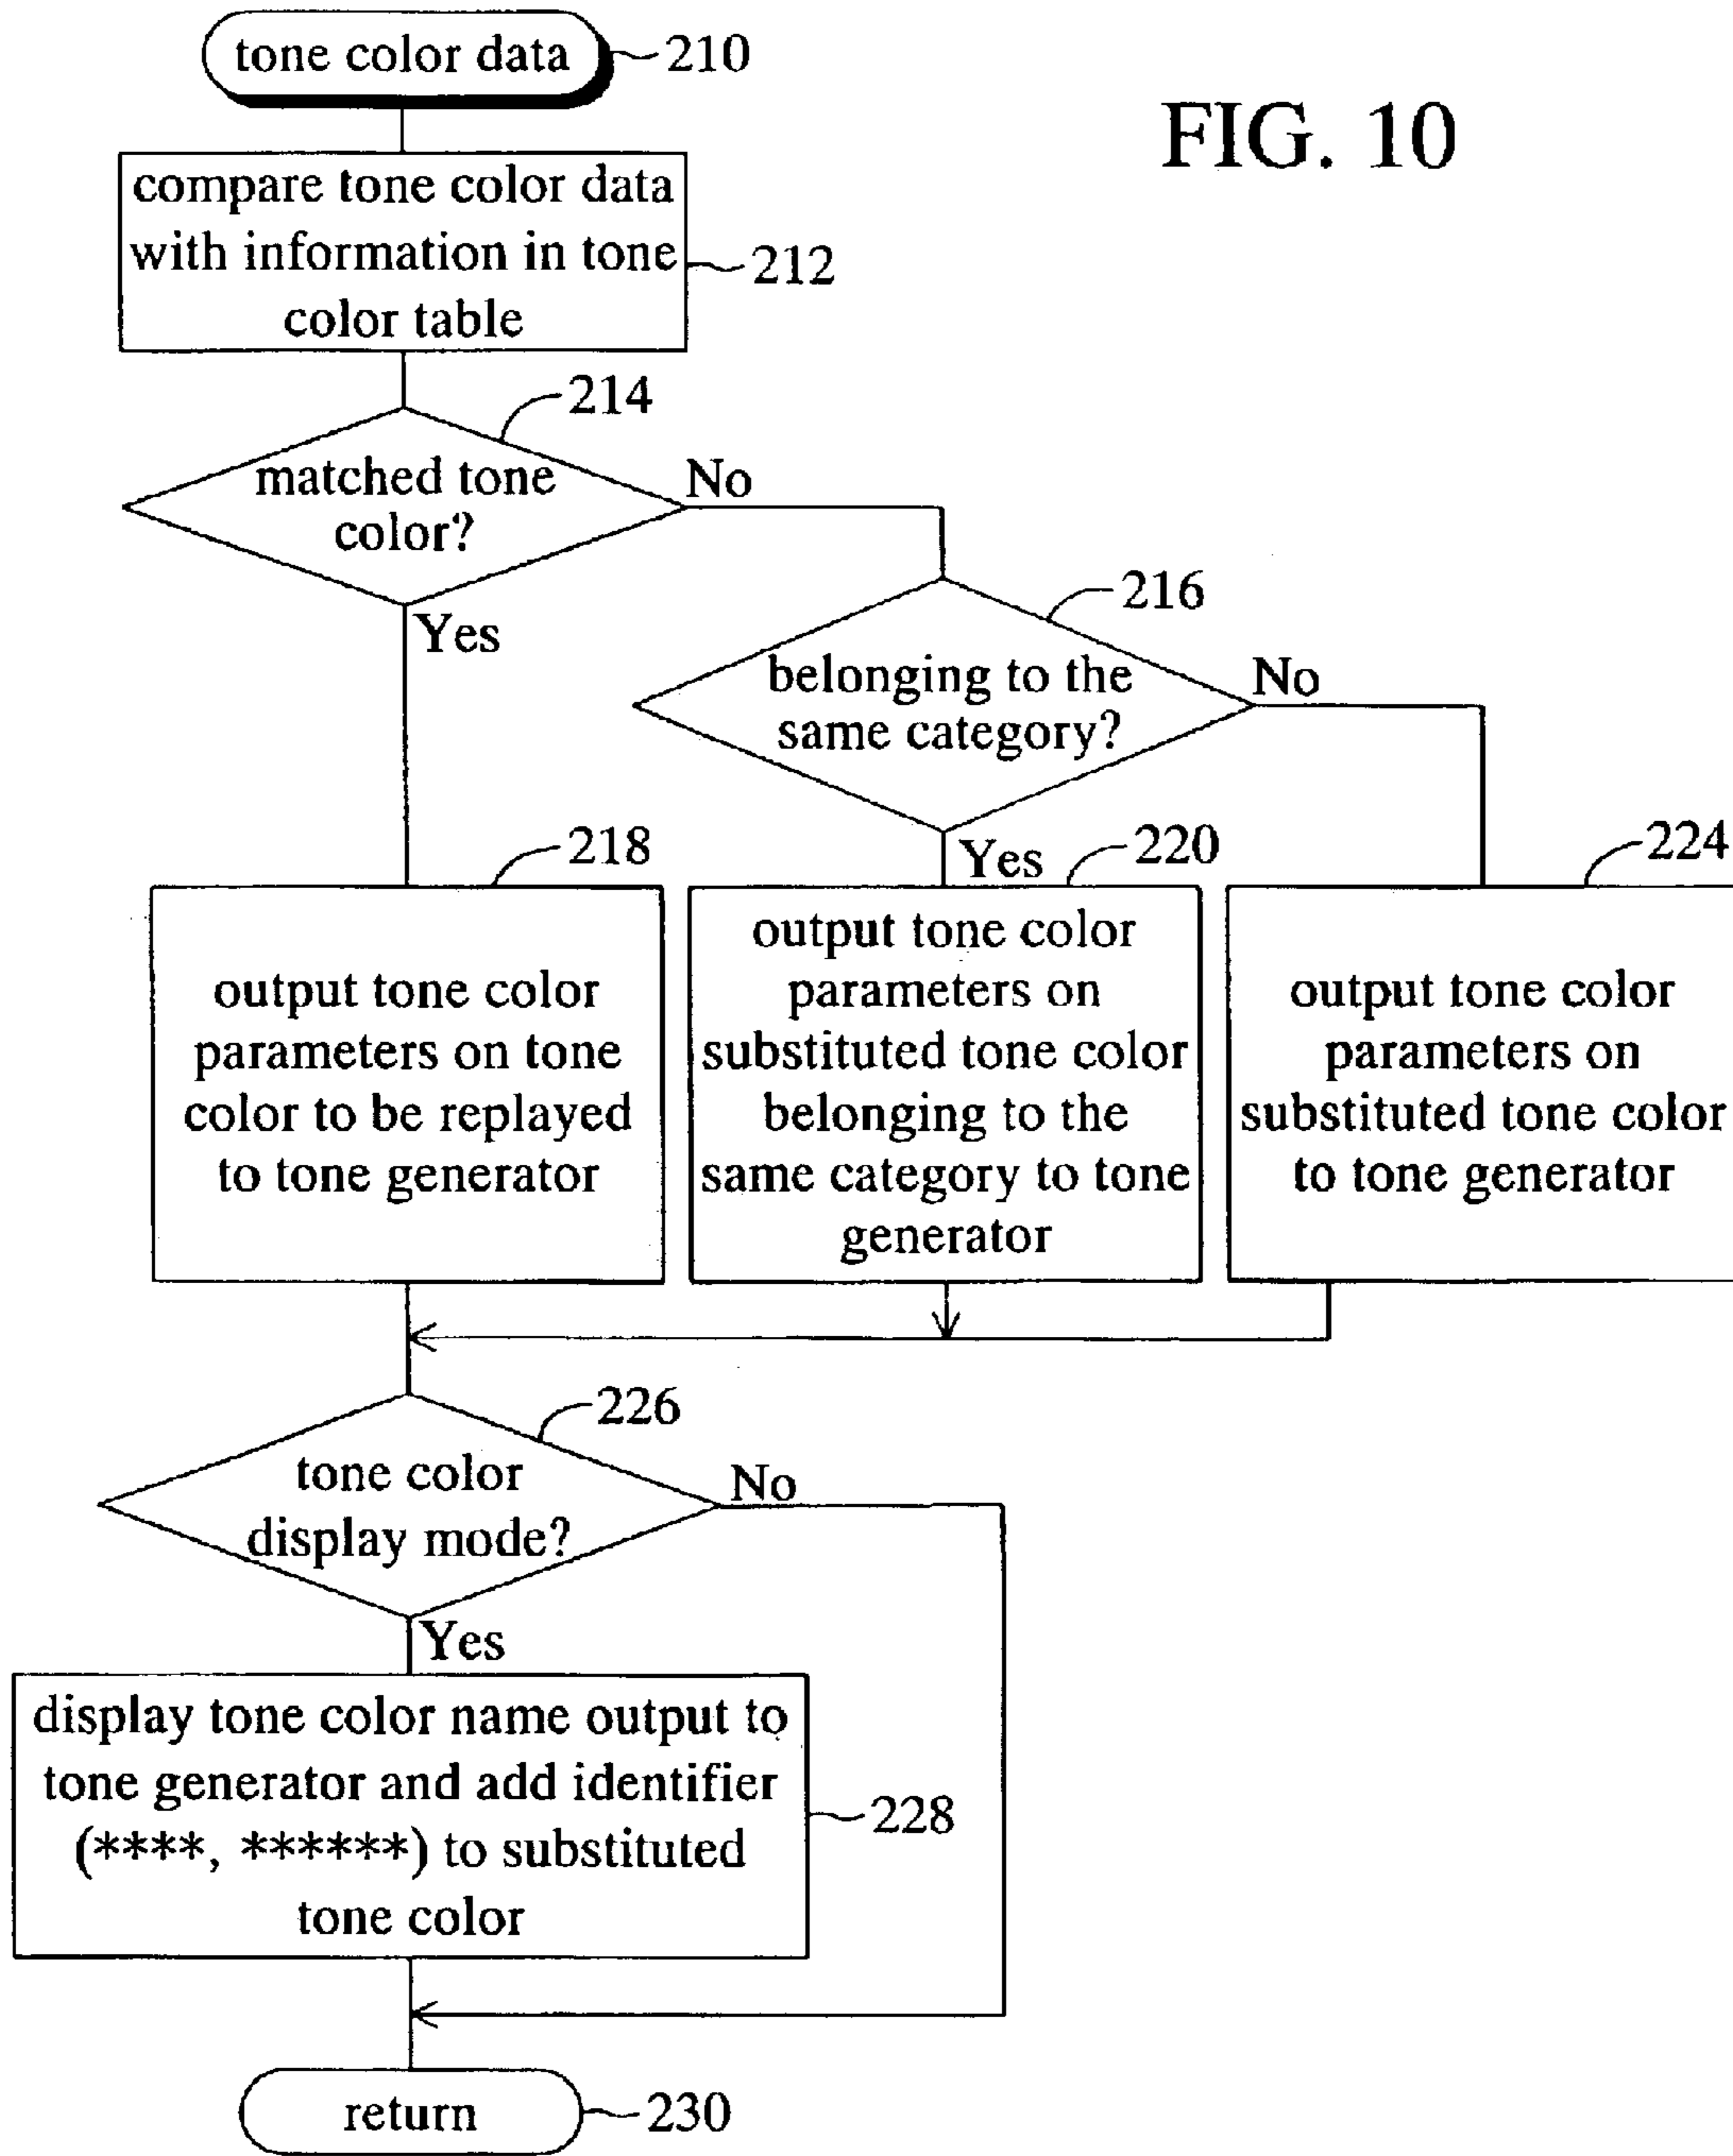 FIG. 10
tone color data
210
compare tone color data
with information in tone
color table
212
214
matched tone
color?
No
Yes
216
belonging to the
same category?
No
Yes
218
output tone color
parameters on tone
color to be replayed
to tone generator
220
output tone color
parameters on
substituted tone color
belonging to the
same category to tone
generator
224
output tone color
parameters on
substituted tone color
to tone generator
226
tone color
display mode?
No
Yes
display tone color name output to
tone generator and add identifier
(****, ******) to substituted
tone color
228
return
230